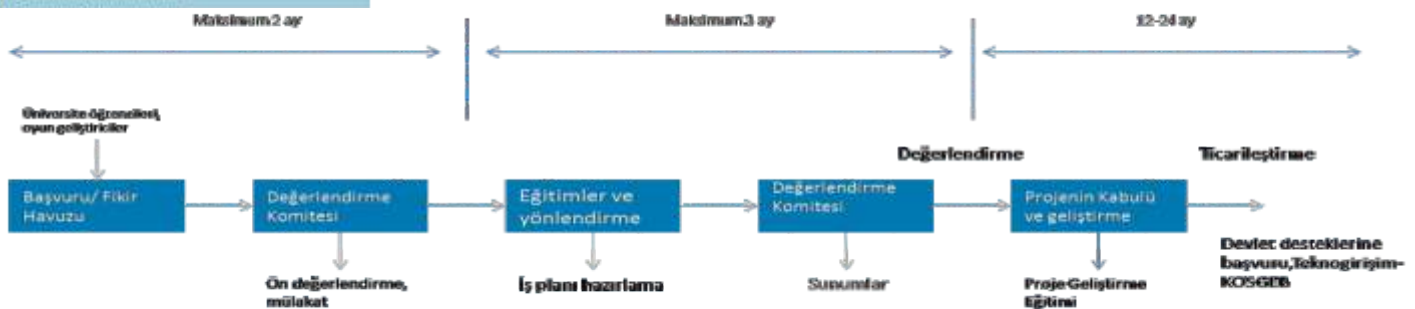 Maksimum 2 ay
Maksimum 3 ay
12-24 ay
Üniversite öğrencileri,
oyun geliştiriciler
Değerlendirme
Ticarileştirme
Başvuru/ Fikir
Havuzu
Değerlendirme
Komitesi
Eğitimler ve
yönlendirme
Değerlendirme
Komitesi
Projenin Kabulü
ve geliştirme
Ön değerlendirme,
mülakat
İş planı hazırlama
Sunumlar
Proje Geliştirme
Eğitimi
Devlet desteklerine
başvuru,Teknogirişim-
KOSGEB